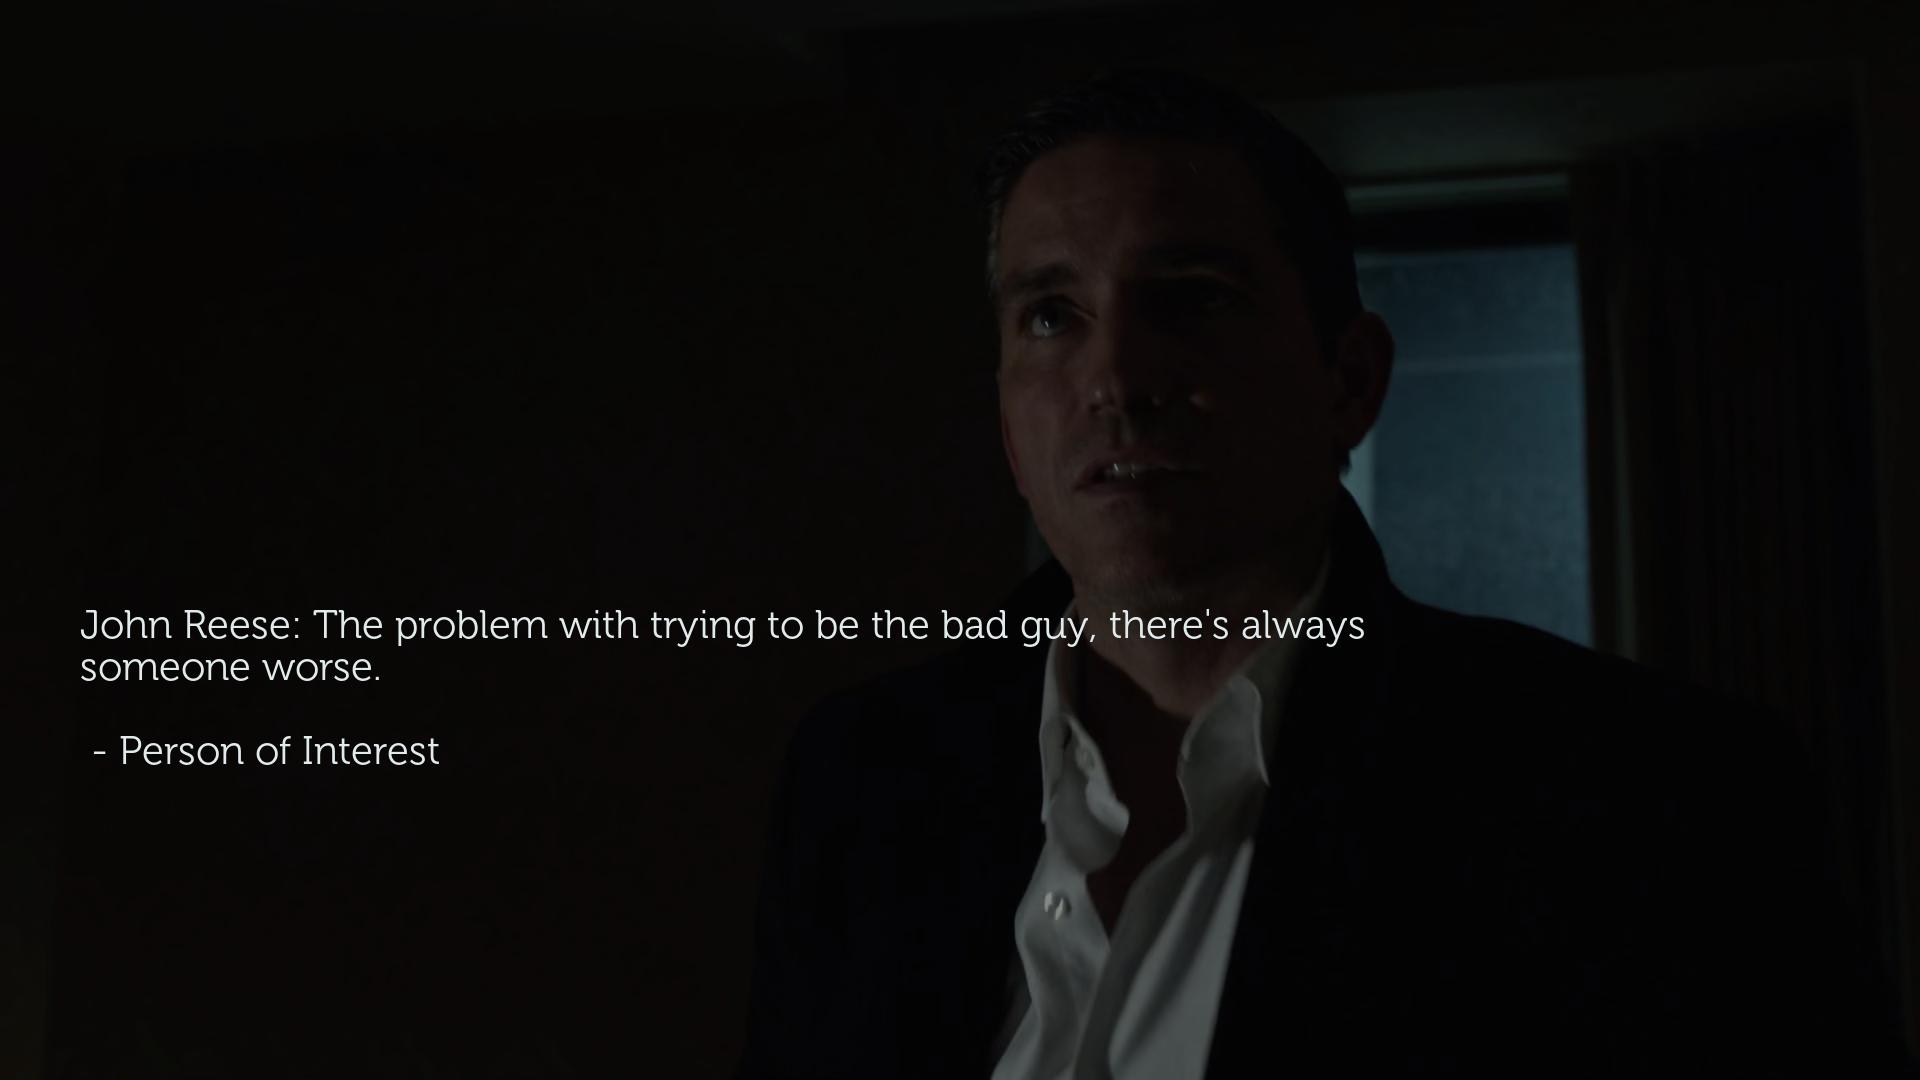 John Reese: The problem with trying to be the bad guy, there's always
someone worse.
- Person of Interest